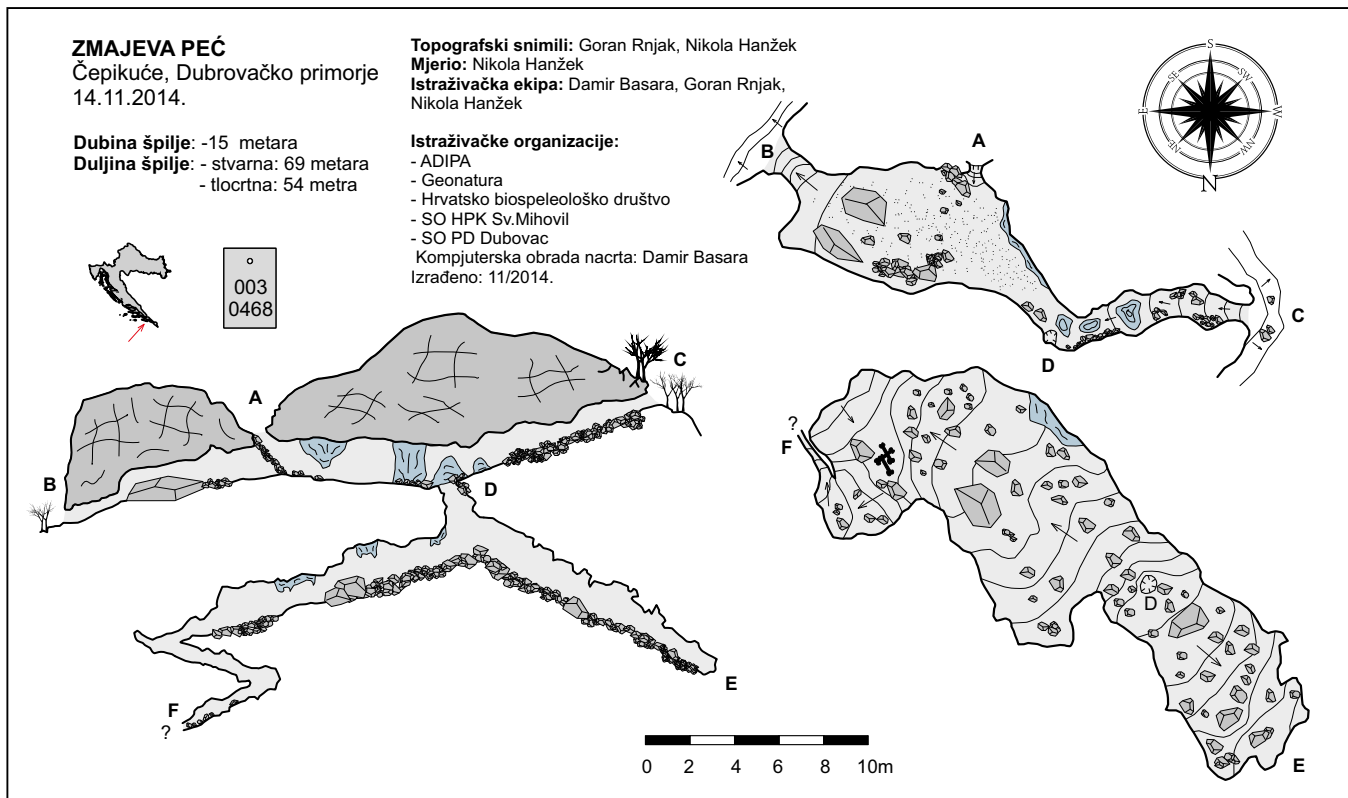 ZMAJEVA PEĆ
Čepikuće, Dubrovačko primorje
14.11.2014.
Dubina špilje: -15 metara
Duljina špilje: - stvarna: 69 metara
- tlocrtna: 54 metra
003
0468
Topografski snimili: Goran Rnjak, Nikola Hanžek
Mjerio: Nikola Hanžek
Istraživačka ekipa: Damir Basara, Goran Rnjak,
Nikola Hanžek
Istraživačke organizacije:
- ADIPA
- Geonatura
- Hrvatsko biospeleološko društvo
- SO HPK Sv.Mihovil
- SO PD Dubovac
Kompjuterska obrada nacrta: Damir Basara
Izrađeno: 11/2014.
S
SE
SW
E
W
NE
NW
N
A
B
C
D
A
B
C
D
E
F
?
?
F
D
E
0 2 4 6 8 10m